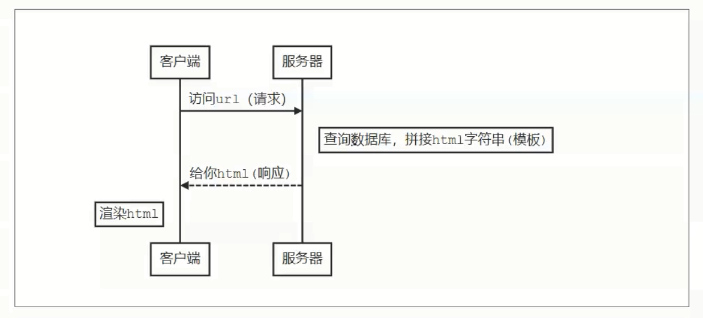 客户端
服务器
访问url（请求）
查询数据库，拼接html字符串(模板)
给你html(响应)
渲染html
客户端
服务器